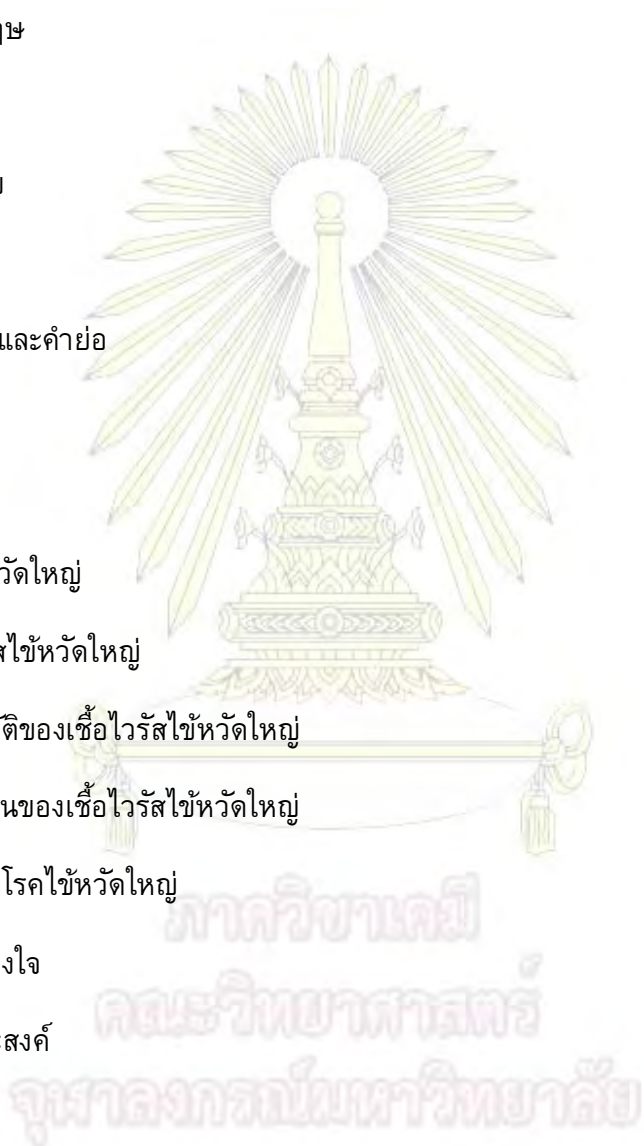 และคำย่อ
วัดใหญ่
สไข้หวัดใหญ่
ติของเชื้อไวรัสไข้หวัดใหญ่
นของเชื้อไวรัสไข้หวัดใหญ่
โรคไข้หวัดใหญ่
ภาควิชาเคมี
งใจ
คณะวิทยาศาสตร์
ะสงค์
จุฬาลงกรณ์มหาวิทยาลัย